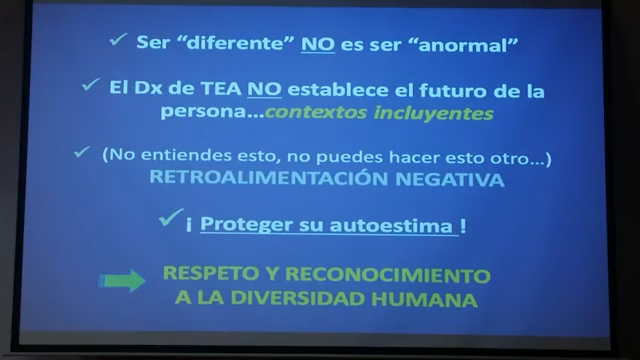 ✓ Ser “diferente” NO es ser “anormal”
✓ El Dx de TEA NO establece el futuro de la
persona...contextos incluyentes
✓ (No entiendes esto, no puedes hacer esto otro...)
RETROALIMENTACIÓN NEGATIVA
✓ ¡ Proteger su autoestima !
RESPETO Y RECONOCIMIENTO
A LA DIVERSIDAD HUMANA